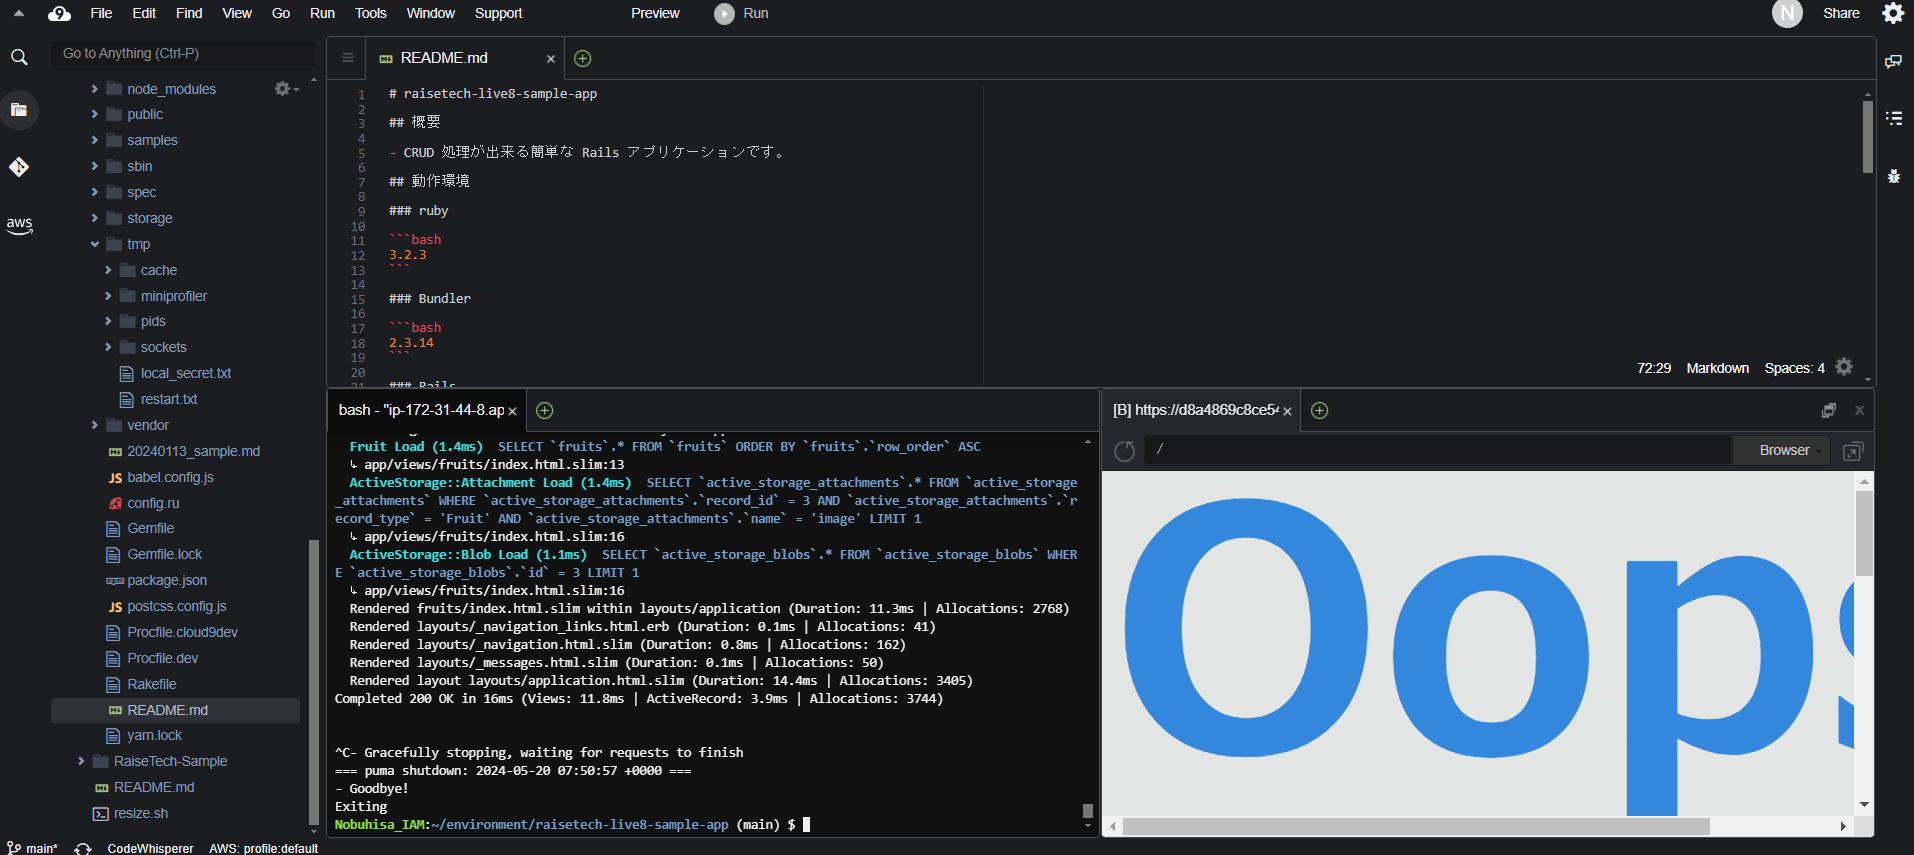 File Edit Find View Go Run Tools Window Support Preview Run N Share
Go to Anything (Ctrl-P)
node_modules
public
samples
sbin
spec
storage
tmp
cache
miniprofiler
pids
sockets
local_secret.txt
restart.txt
vendor
20240113_sample.md
babel.config.js
config.ru
Gemfile
Gemfile.lock
package.json
postcss.config.js
Procfile.cloud9dev
Procfile.dev
Rakefile
README.md
yarn.lock
RaiseTech-Sample
README.md
resize.sh
aws
README.md
1 # raisetech-live8-sample-app
2
3 ## 概要
4
5 - CRUD 処理が出来る簡単な Rails アプリケーションです。
6
7 ## 動作環境
8
9 ### ruby
10
11 ```bash
12 3.2.3
13 ```
14
15 ### Bundler
16
17 ```bash
18 2.3.14
19 ```
20
21 ### Rails
72:29 Markdown Spaces: 4
bash - "ip-172-31-44-8.ap
Fruit Load (1.4ms)  SELECT `fruits`.* FROM `fruits` ORDER BY `fruits`.`row_order` ASC
↳ app/views/fruits/index.html.slim:13
ActiveStorage::Attachment Load (1.4ms)  SELECT `active_storage_attachments`.* FROM `active_storage
_attachments` WHERE `active_storage_attachments`.`record_id` = 3 AND `active_storage_attachments`.`r
ecord_type` = 'Fruit' AND `active_storage_attachments`.`name` = 'image' LIMIT 1
↳ app/views/fruits/index.html.slim:16
ActiveStorage::Blob Load (1.1ms)  SELECT `active_storage_blobs`.* FROM `active_storage_blobs` WHER
E `active_storage_blobs`.`id` = 3 LIMIT 1
↳ app/views/fruits/index.html.slim:16
Rendered fruits/index.html.slim within layouts/application (Duration: 11.3ms | Allocations: 2768)
Rendered layouts/_navigation_links.html.erb (Duration: 0.1ms | Allocations: 41)
Rendered layouts/_navigation.html.slim (Duration: 0.8ms | Allocations: 162)
Rendered layouts/_messages.html.slim (Duration: 0.1ms | Allocations: 50)
Rendered layout layouts/application.html.slim (Duration: 14.4ms | Allocations: 3405)
Completed 200 OK in 16ms (Views: 11.8ms | ActiveRecord: 3.9ms | Allocations: 3744)
^C- Gracefully stopping, waiting for requests to finish
=== puma shutdown: 2024-05-20 07:50:57 +0000 ===
- Goodbye!
Exiting
Nobuhisa_IAM:~/environment/raisetech-live8-sample-app (main) $
[B] https://d8a4869c8ce54
/ Browser
Oops
main* CodeWhisperer AWS: profile:default